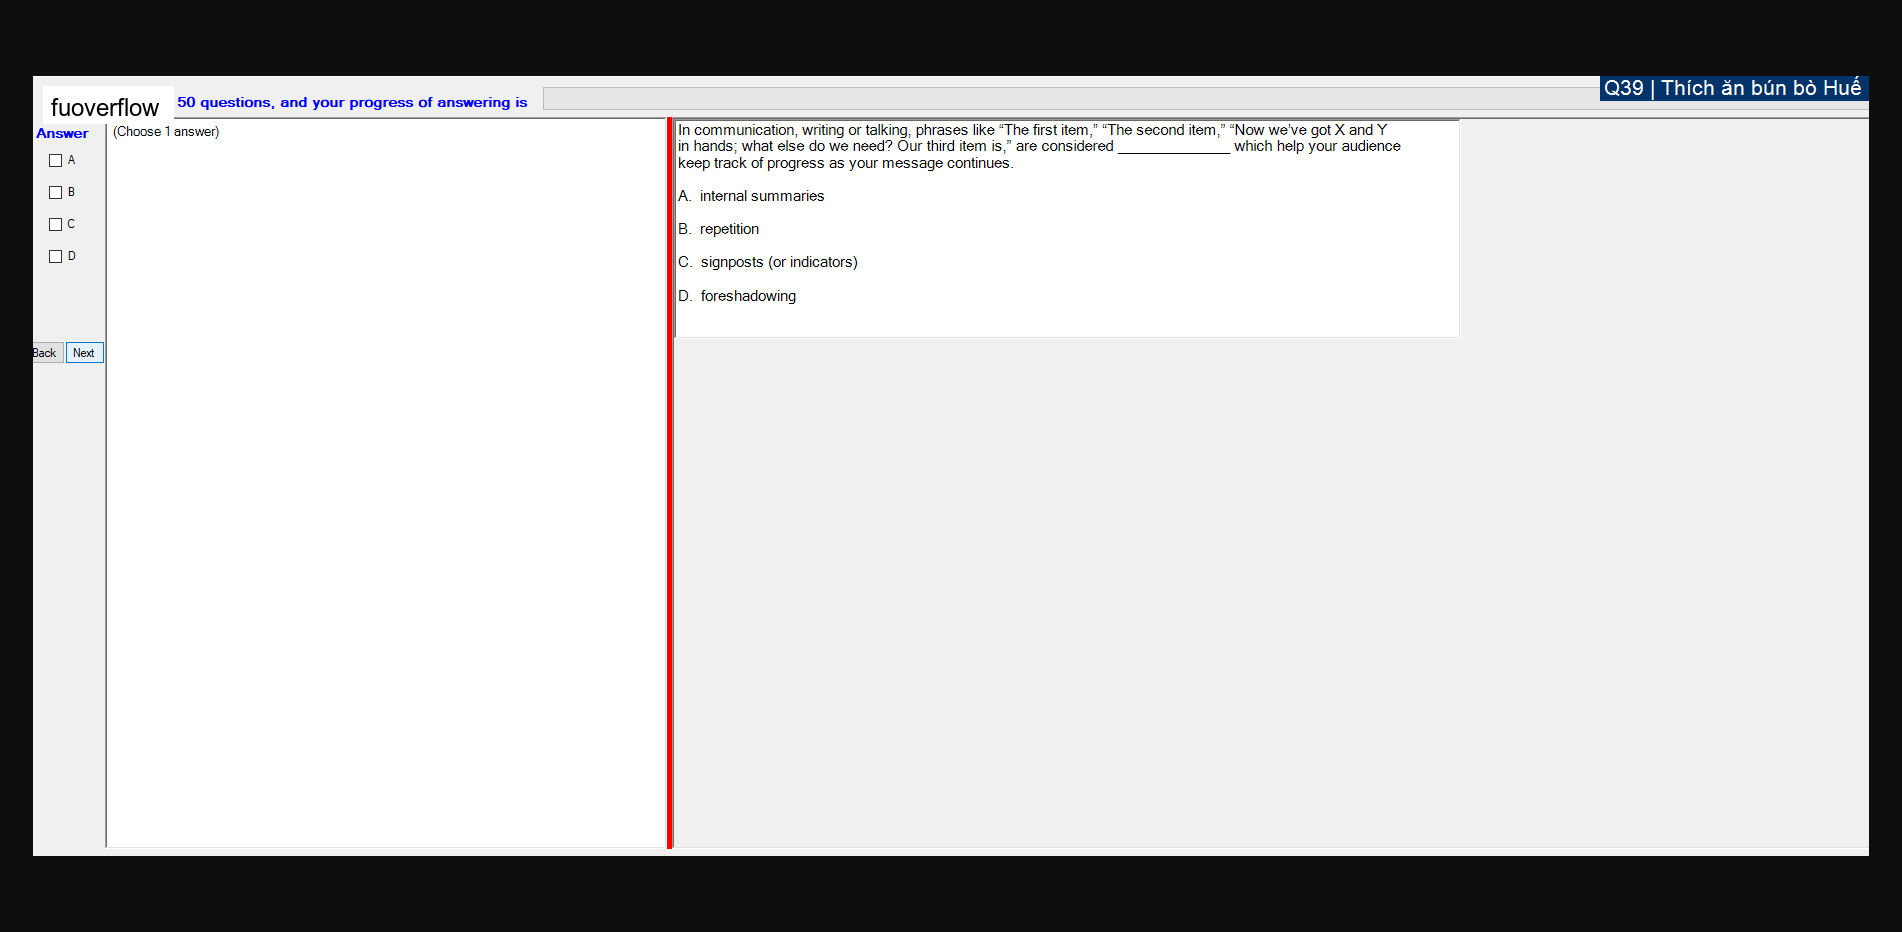 Q39 | Thích ăn bún bò Huế
fuoverflow 50 questions, and your progress of answering is
Answer
(Choose 1 answer)
A
B
C
D
Back Next
In communication, writing or talking, phrases like “The first item,” “The second item,” “Now we’ve got X and Y
in hands; what else do we need? Our third item is,” are considered ______________ which help your audience
keep track of progress as your message continues.
A. internal summaries
B. repetition
C. signposts (or indicators)
D. foreshadowing